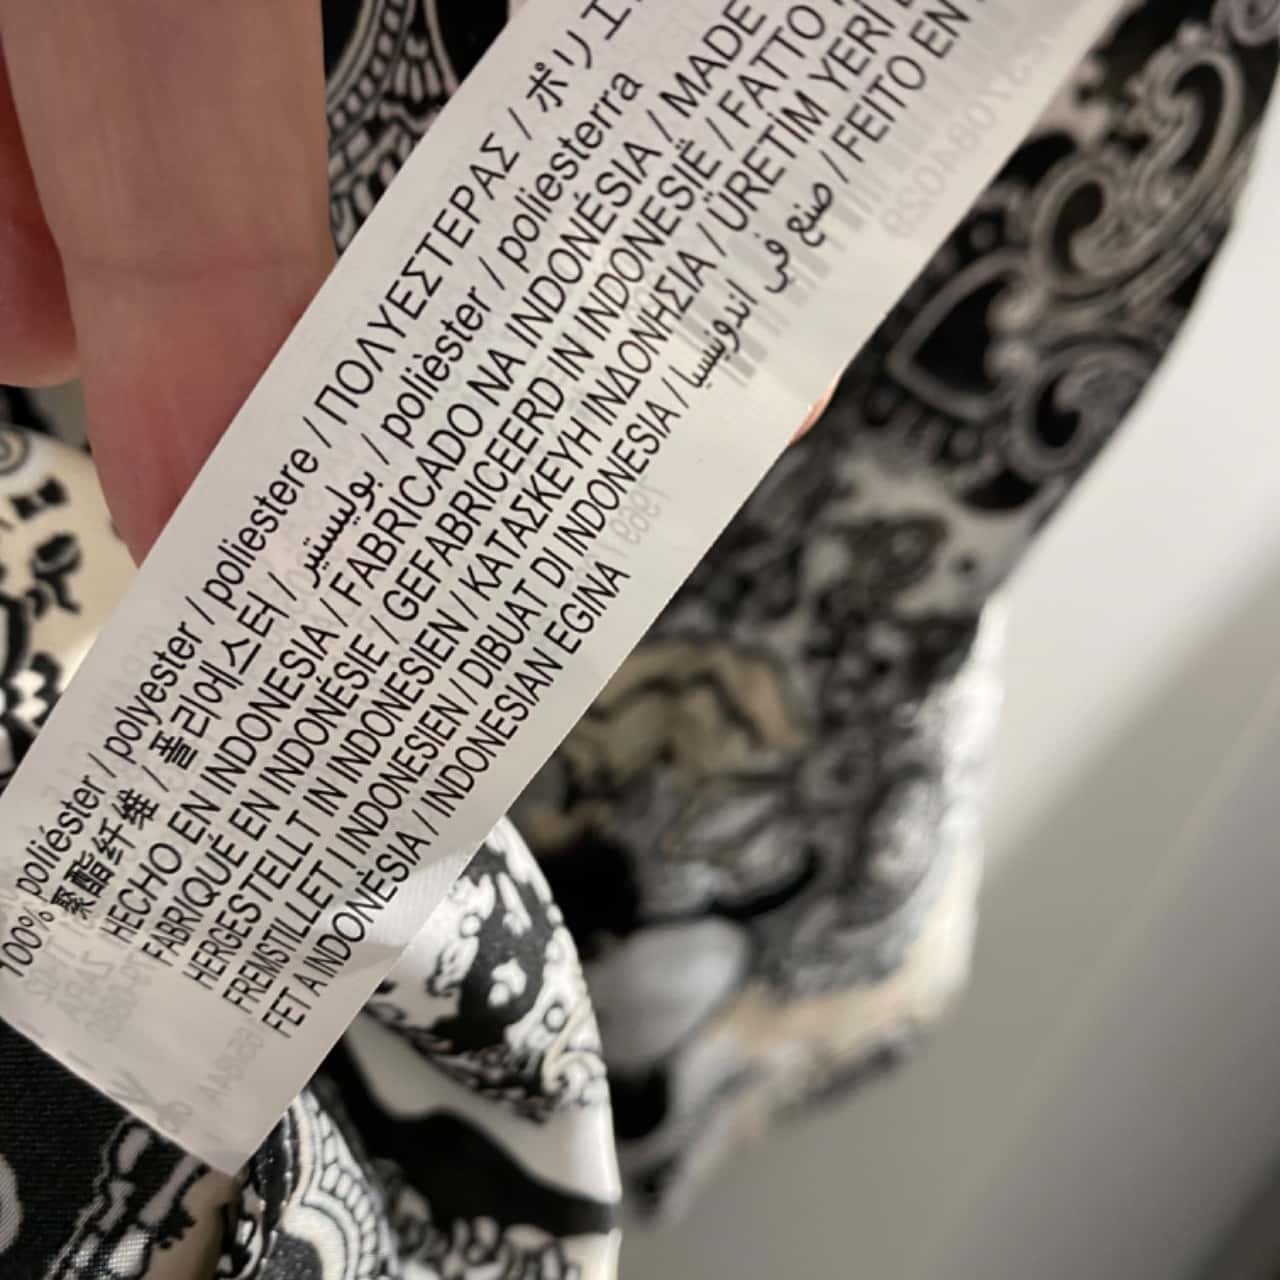 100% poliéster / polyester / poliestere / ΠΟΛΥΕΣΤΕΡΑΣ / ポリエ
聚酯纤维 / 폴리에스터 / بوليستير / polièster / poliesterra
HECHO EN INDONESIA / FABRICADO NA INDONÉSIA / MADE
FABRIQUÉ EN INDONÉSIE / GEFABRICEERD IN INDONESIË / FATTO
HERGESTELLT IN INDONESIEN / ΚΑΤΑΣΚΕΥΗ ΙΝΔΟΝΗΣΙΑ / ÜRETİM YERİ
FREMSTILLET I INDONESIEN / DIBUAT DI INDONESIA / صنع في اندونيسيا / FEITO EN
FET A INDONÈSIA / INDONESIAN EGINA